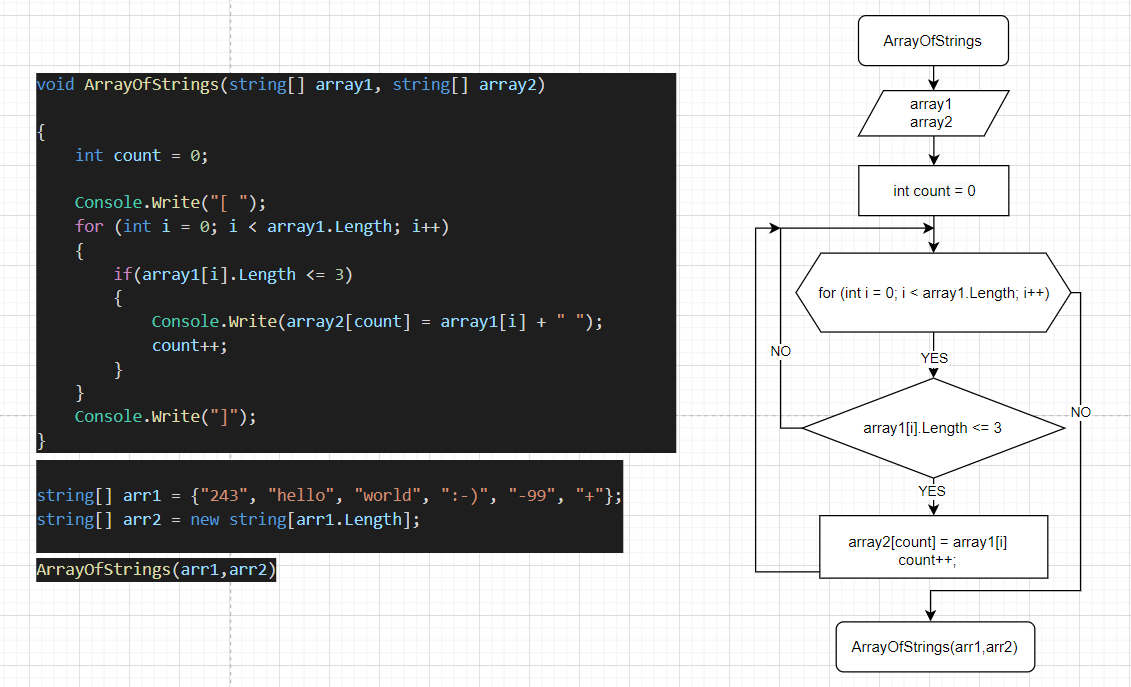 void ArrayOfStrings(string[] array1, string[] array2)
{
int count = 0;
Console.Write("[ ");
for (int i = 0; i < array1.Length; i++)
{
if(array1[i].Length <= 3)
{
Console.Write(array2[count] = array1[i] + " ");
count++;
}
}
Console.Write("]");
}
string[] arr1 = {"243", "hello", "world", ":-)", "-99", "+"};
string[] arr2 = new string[arr1.Length];
ArrayOfStrings(arr1,arr2)
ArrayOfStrings
array1
array2
int count = 0
for (int i = 0; i < array1.Length; i++)
NO
YES
NO
array1[i].Length <= 3
YES
array2[count] = array1[i]
count++;
ArrayOfStrings(arr1,arr2)